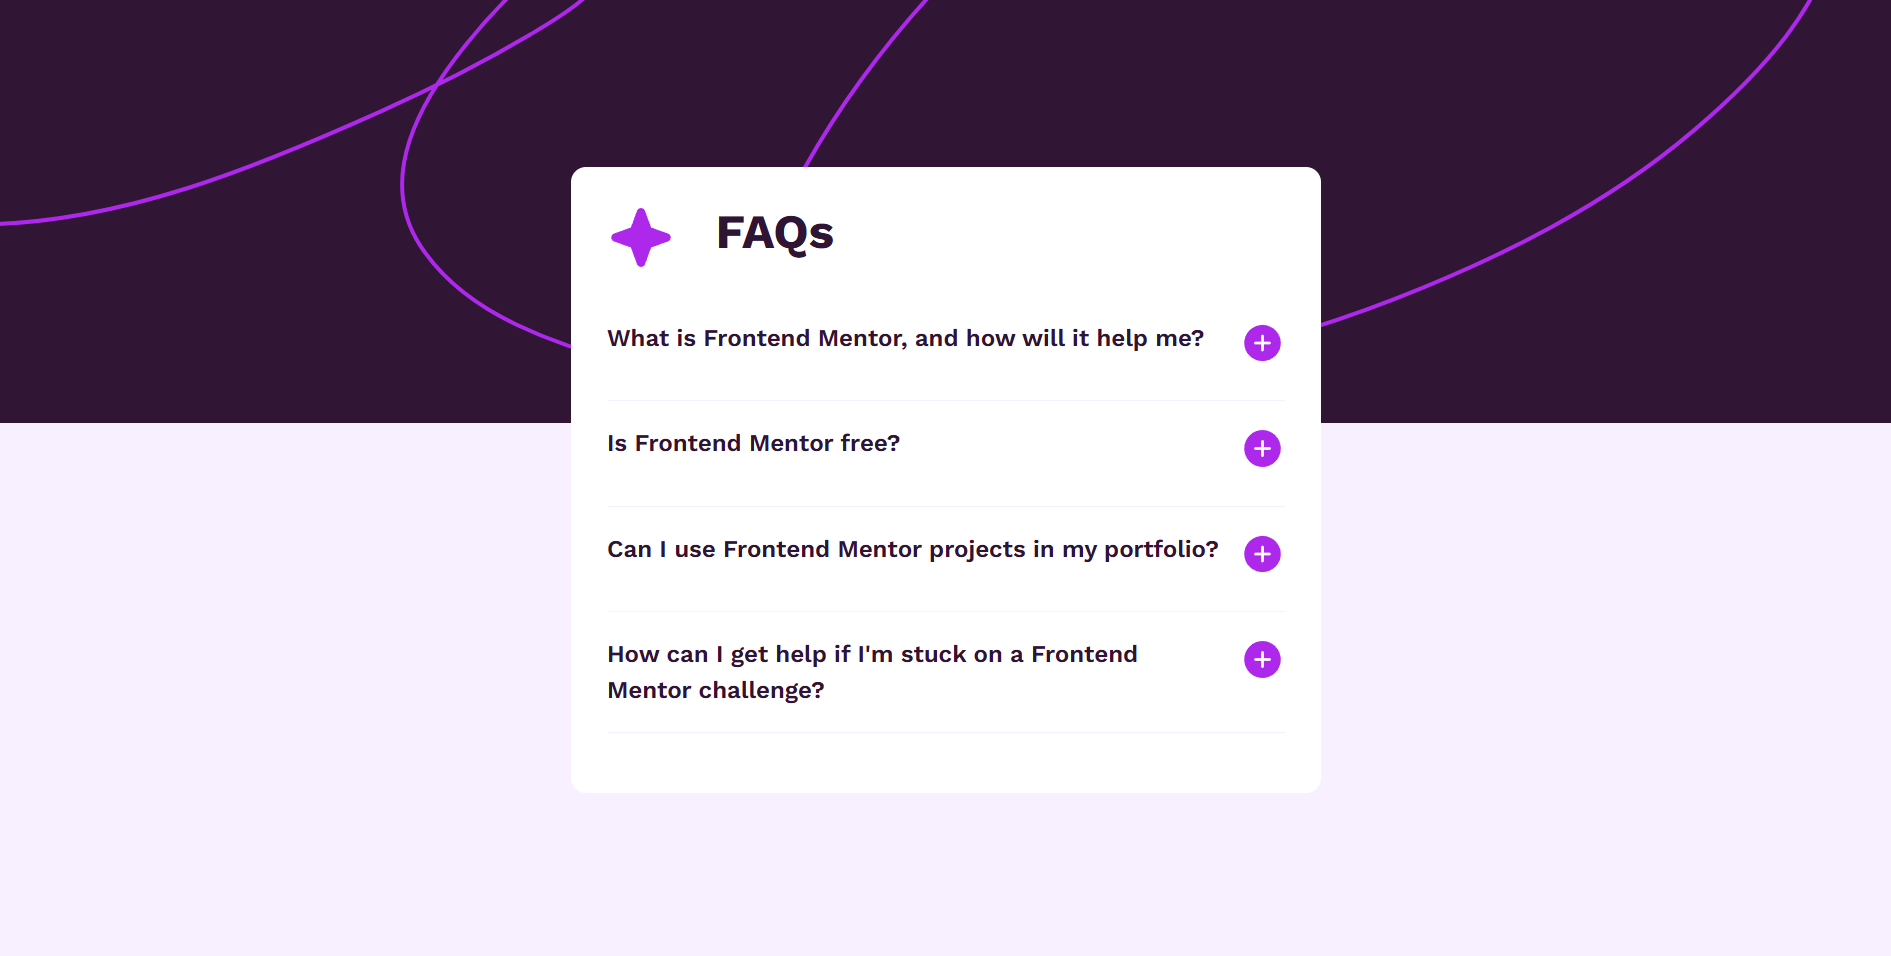 FAQs
What is Frontend Mentor, and how will it help me?
Is Frontend Mentor free?
Can I use Frontend Mentor projects in my portfolio?
How can I get help if I'm stuck on a Frontend
Mentor challenge?